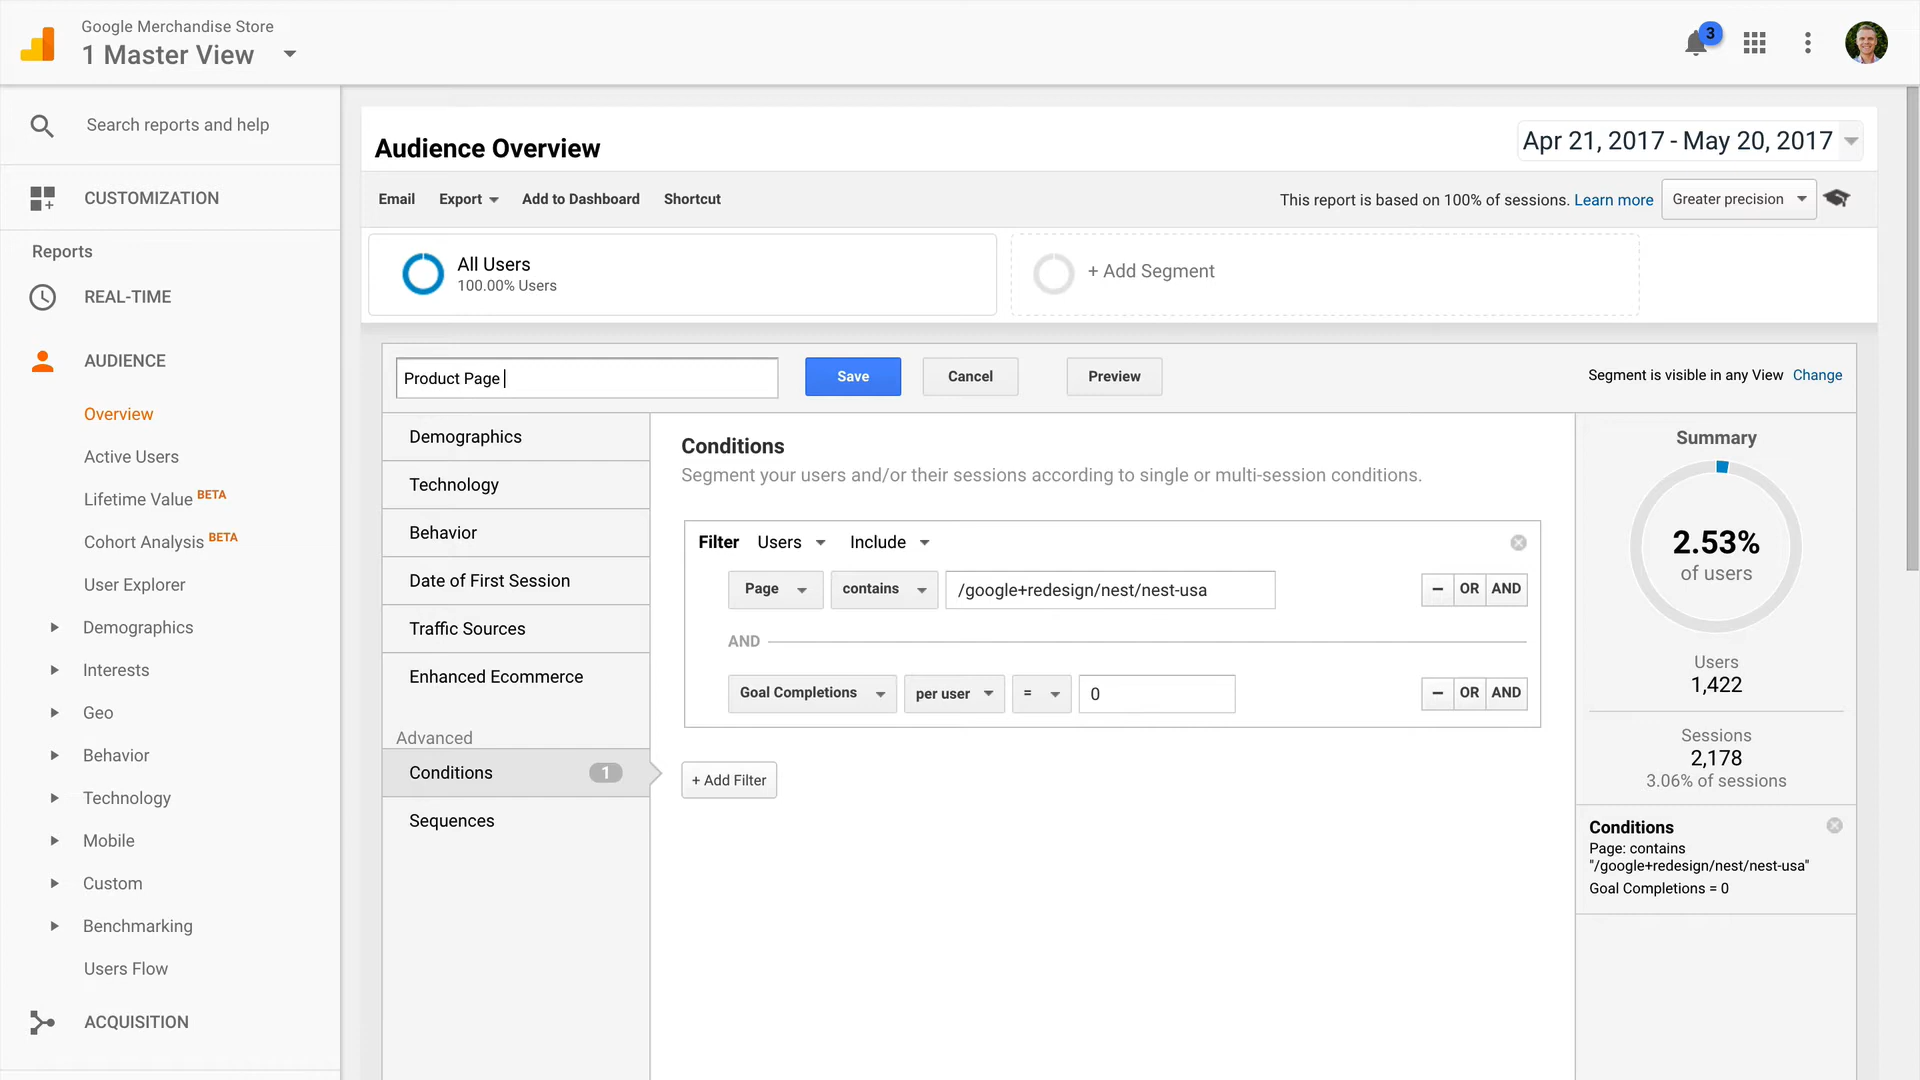 Google Merchandise Store
1 Master View
3
Search reports and help
CUSTOMIZATION
Reports
REAL-TIME
AUDIENCE
Overview
Active Users
Lifetime Value BETA
Cohort Analysis BETA
User Explorer
Demographics
Interests
Geo
Behavior
Technology
Mobile
Custom
Benchmarking
Users Flow
ACQUISITION
Audience Overview
Apr 21, 2017 - May 20, 2017
Email Export Add to Dashboard Shortcut
This report is based on 100% of sessions. Learn more Greater precision
All Users
100.00% Users
+ Add Segment
Product Page
Save Cancel Preview
Segment is visible in any View Change
Demographics
Technology
Behavior
Date of First Session
Traffic Sources
Enhanced Ecommerce
Advanced
Conditions 1
Sequences
Conditions
Segment your users and/or their sessions according to single or multi-session conditions.
Filter Users Include
Page contains /google+redesign/nest/nest-usa − OR AND
AND
Goal Completions per user = 0 − OR AND
+ Add Filter
Summary
2.53%
of users
Users
1,422
Sessions
2,178
3.06% of sessions
Conditions
Page: contains
"/google+redesign/nest/nest-usa"
Goal Completions = 0